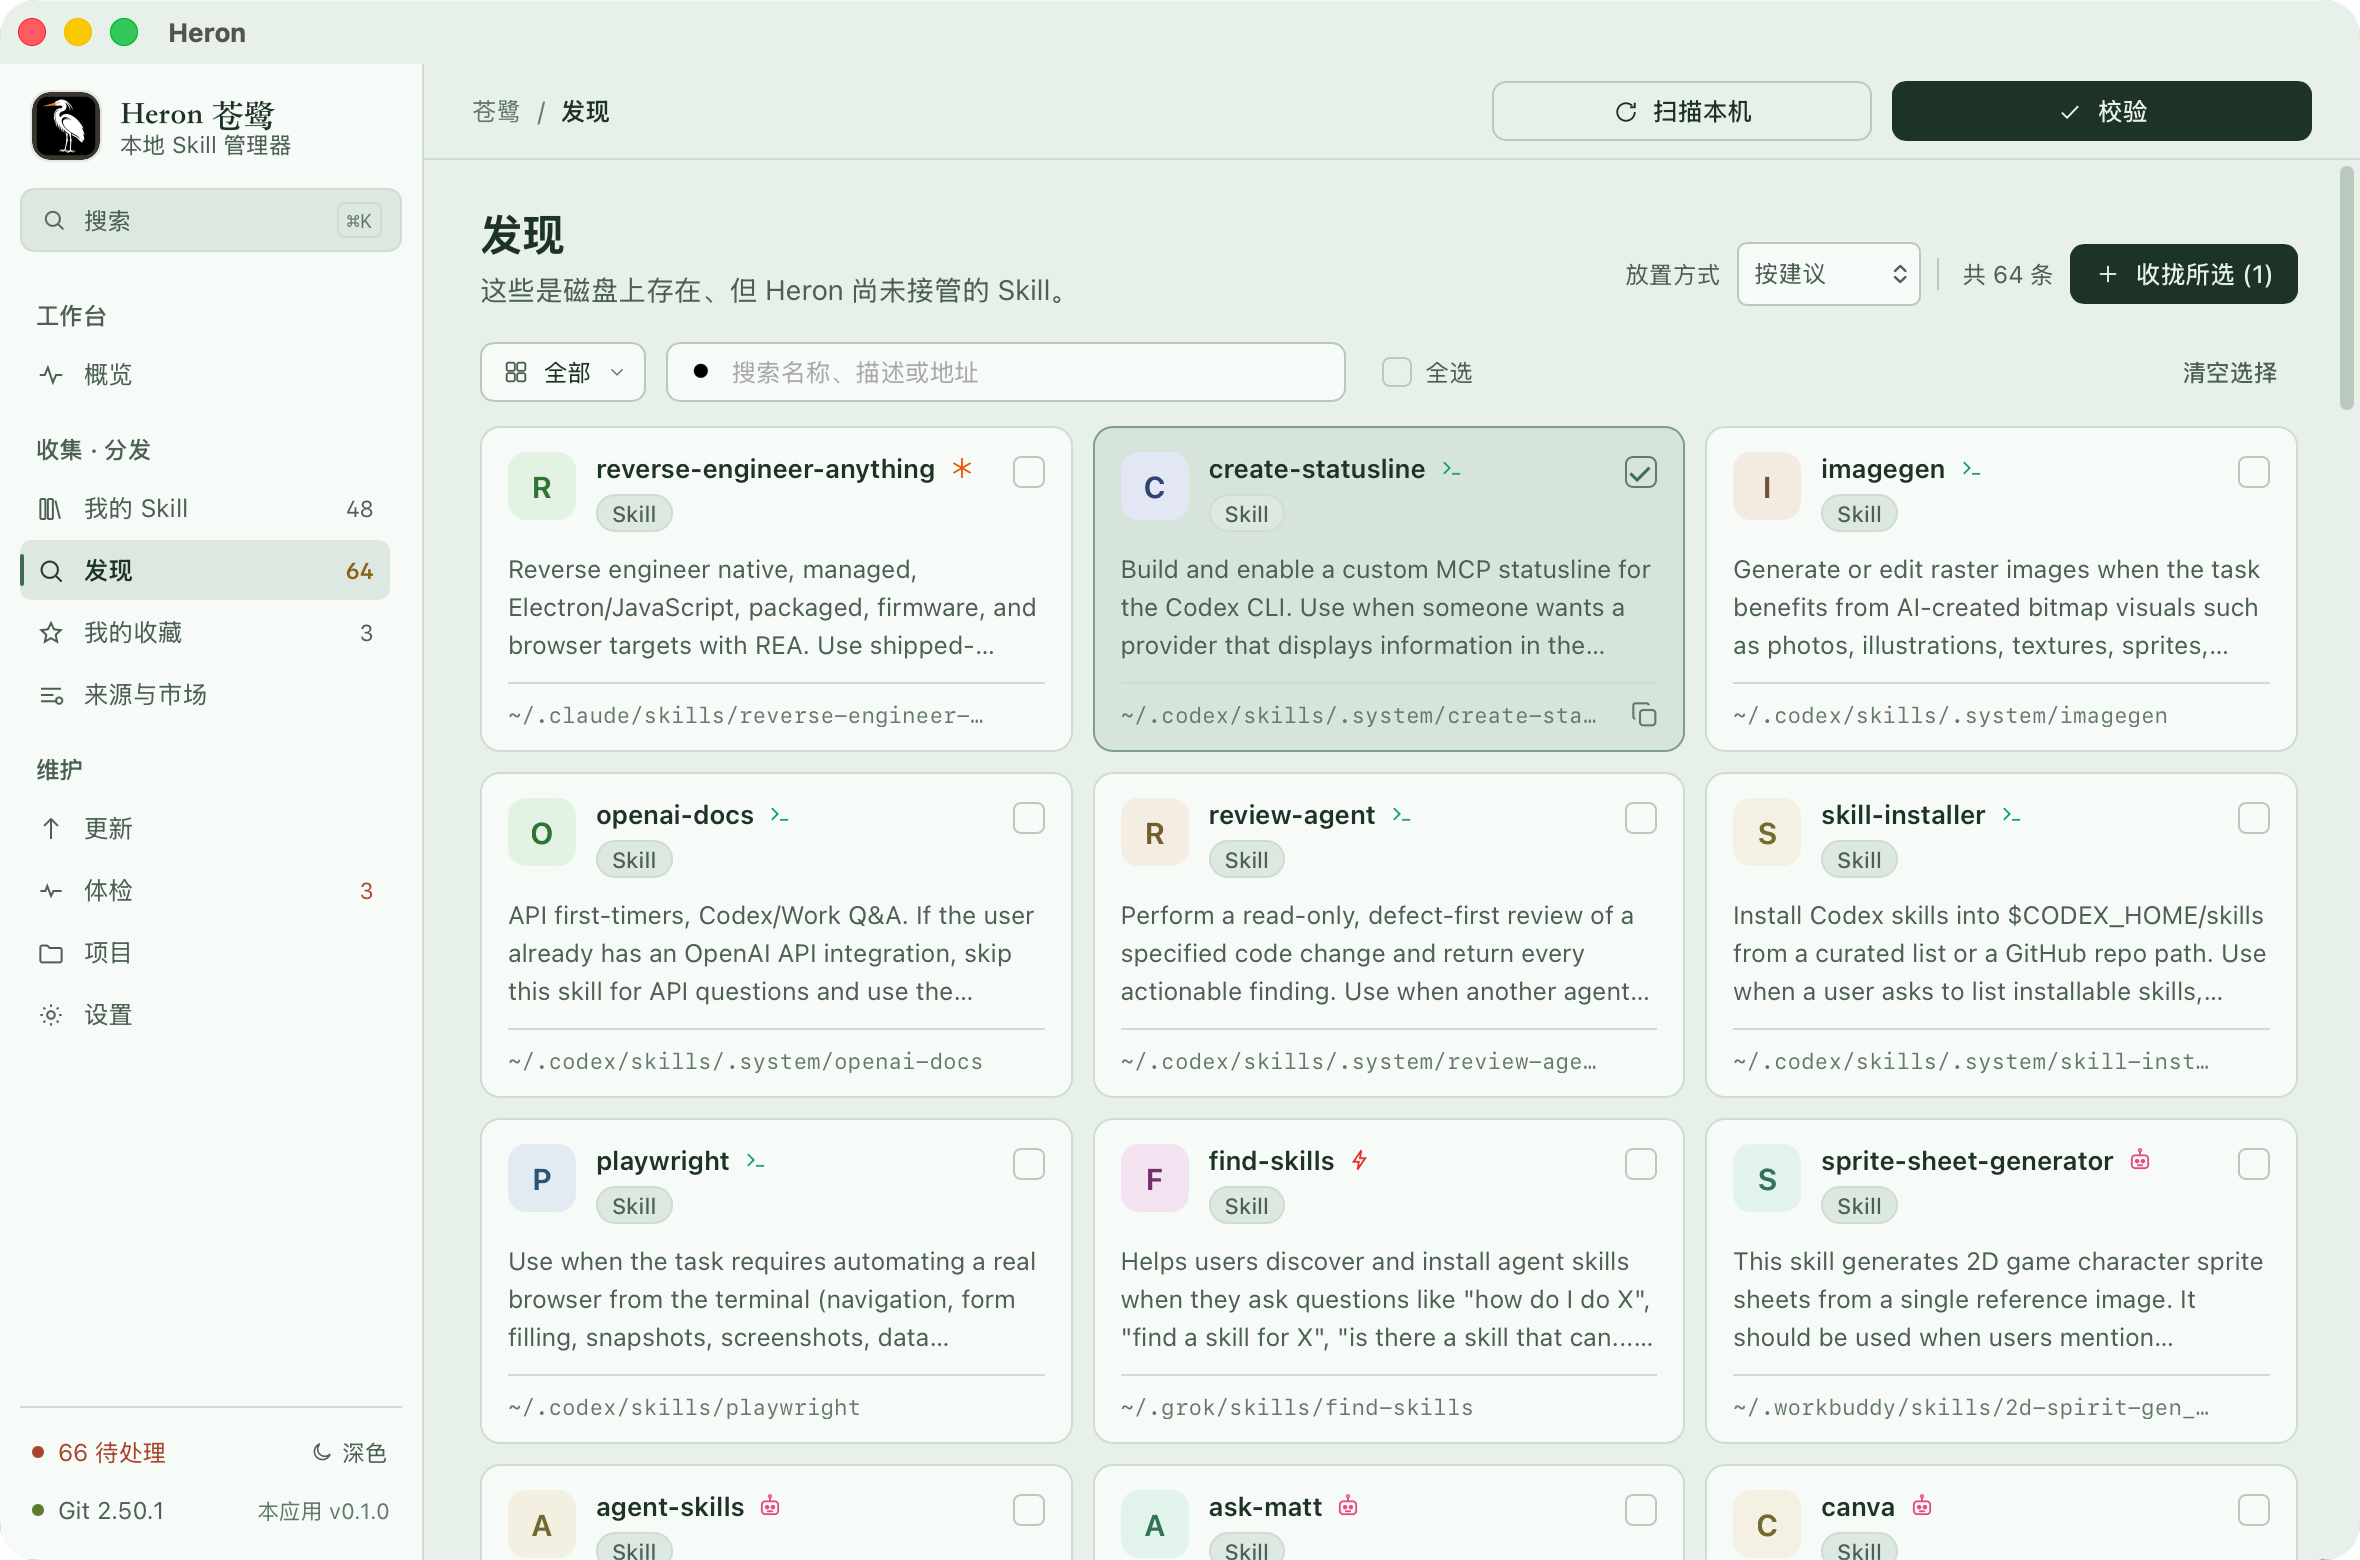 Heron
Heron 苍鹭
本地 Skill 管理器
搜索 ⌘K
工作台
概览
收集 · 分发
我的 Skill 48
发现 64
我的收藏 3
来源与市场
维护
更新
体检 3
项目
设置
66 待处理 深色
Git 2.50.1 本应用 v0.1.0
苍鹭 / 发现
扫描本机
校验
发现
这些是磁盘上存在、但 Heron 尚未接管的 Skill。
放置方式 按建议 共 64 条 + 收拢所选 (1)
全部 搜索名称、描述或地址 全选 清空选择
R reverse-engineer-anything
Skill
Reverse engineer native, managed,
Electron/JavaScript, packaged, firmware, and
browser targets with REA. Use shipped-...
~/.claude/skills/reverse-engineer-…
C create-statusline
Skill
Build and enable a custom MCP statusline for
the Codex CLI. Use when someone wants a
provider that displays information in the...
~/.codex/skills/.system/create-sta…
I imagegen
Skill
Generate or edit raster images when the task
benefits from AI-created bitmap visuals such
as photos, illustrations, textures, sprites,...
~/.codex/skills/.system/imagegen
O openai-docs
Skill
API first-timers, Codex/Work Q&A. If the user
already has an OpenAI API integration, skip
this skill for API questions and use the...
~/.codex/skills/.system/openai-docs
R review-agent
Skill
Perform a read-only, defect-first review of a
specified code change and return every
actionable finding. Use when another agent...
~/.codex/skills/.system/review-age…
S skill-installer
Skill
Install Codex skills into $CODEX_HOME/skills
from a curated list or a GitHub repo path. Use
when a user asks to list installable skills,...
~/.codex/skills/.system/skill-inst…
P playwright
Skill
Use when the task requires automating a real
browser from the terminal (navigation, form
filling, snapshots, screenshots, data...
~/.codex/skills/playwright
F find-skills
Skill
Helps users discover and install agent skills
when they ask questions like "how do I do X",
"find a skill for X", "is there a skill that can......
~/.grok/skills/find-skills
S sprite-sheet-generator
Skill
This skill generates 2D game character sprite
sheets from a single reference image. It
should be used when users mention...
~/.workbuddy/skills/2d-spirit-gen_…
A agent-skills
Skill
A ask-matt
Skill
C canva
Skill